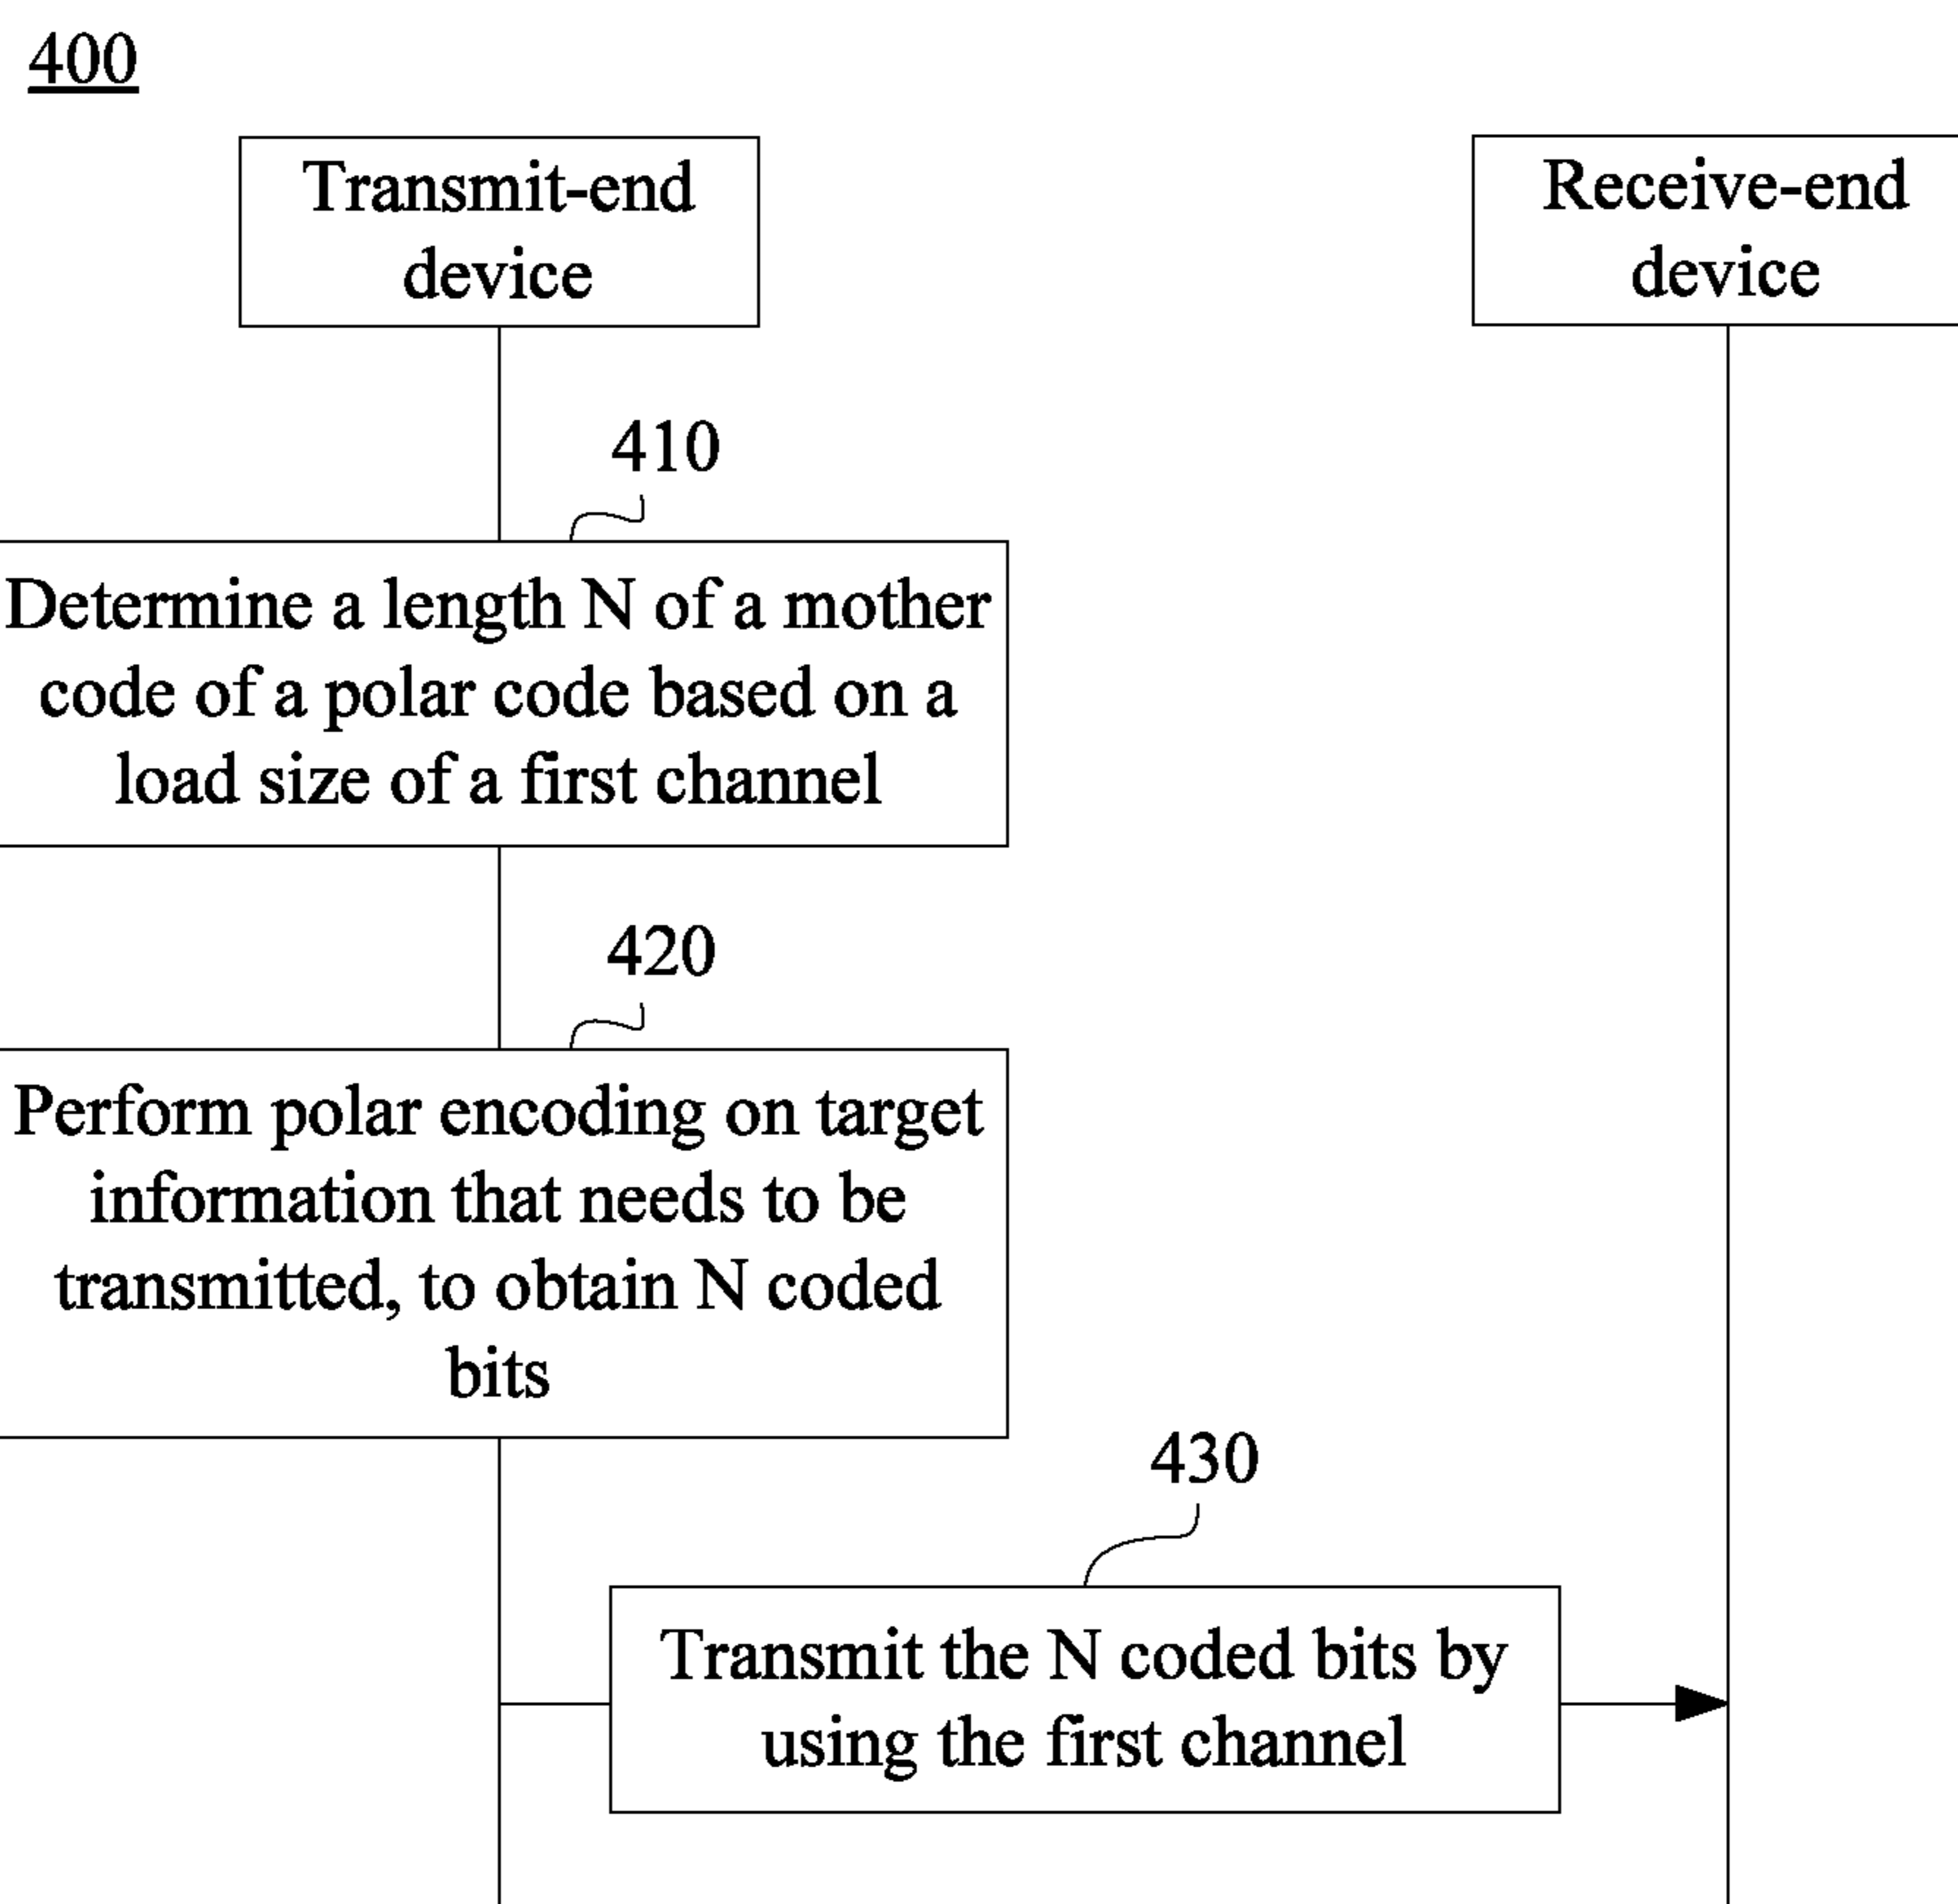 400
Transmit-end
device
Receive-end
device
410
Determine a length N of a mother
code of a polar code based on a
load size of a first channel
420
Perform polar encoding on target
information that needs to be
transmitted, to obtain N coded
bits
430
Transmit the N coded bits by
using the first channel